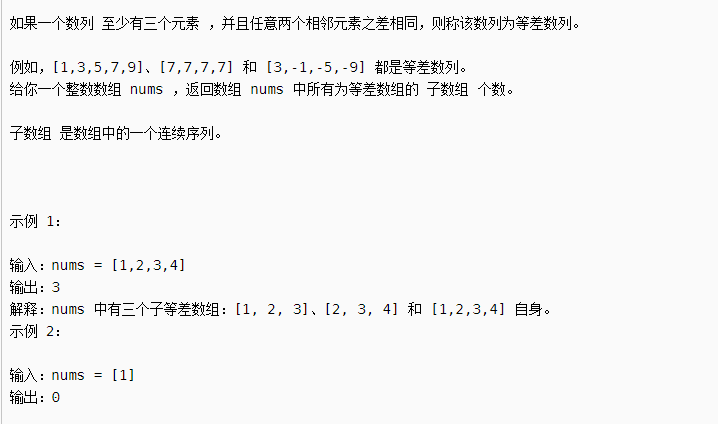 如果一个数列 至少有三个元素 ，并且任意两个相邻元素之差相同，则称该数列为等差数列。
例如，[1,3,5,7,9]、[7,7,7,7] 和 [3,-1,-5,-9] 都是等差数列。
给你一个整数数组 nums ，返回数组 nums 中所有为等差数组的 子数组 个数。
子数组 是数组中的一个连续序列。
示例 1：
输入：nums = [1,2,3,4]
输出：3
解释：nums 中有三个子等差数组：[1, 2, 3]、[2, 3, 4] 和 [1,2,3,4] 自身。
示例 2：
输入：nums = [1]
输出：0